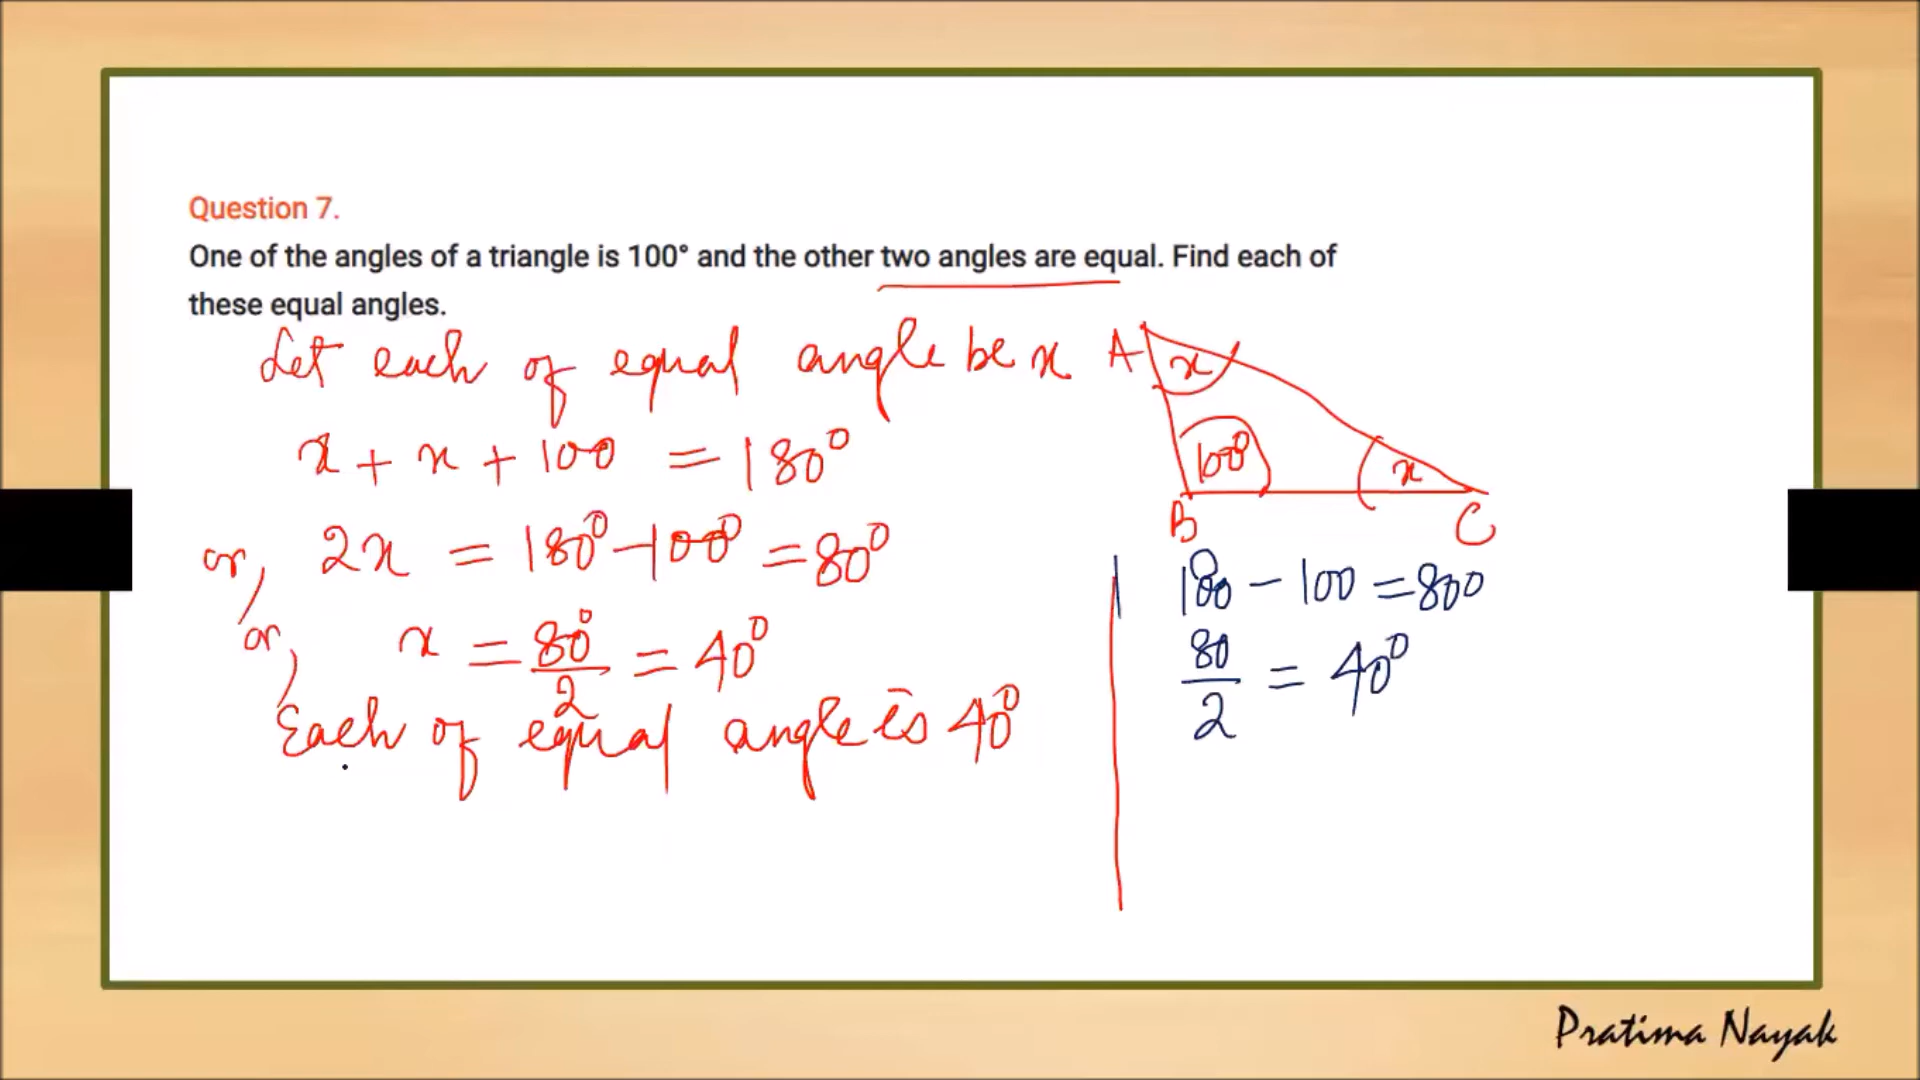 Question 7.
One of the angles of a triangle is 100° and the other two angles are equal. Find each of
these equal angles.
Let each of equal angle be x
x + x + 100 = 180°
or, 2x = 180° - 100° = 80°
or, x = 80°/2 = 40°
Each of equal angle is 40°
A
x
100°
x
B
C
180 - 100 = 80°
80/2 = 40°
Pratima Nayak